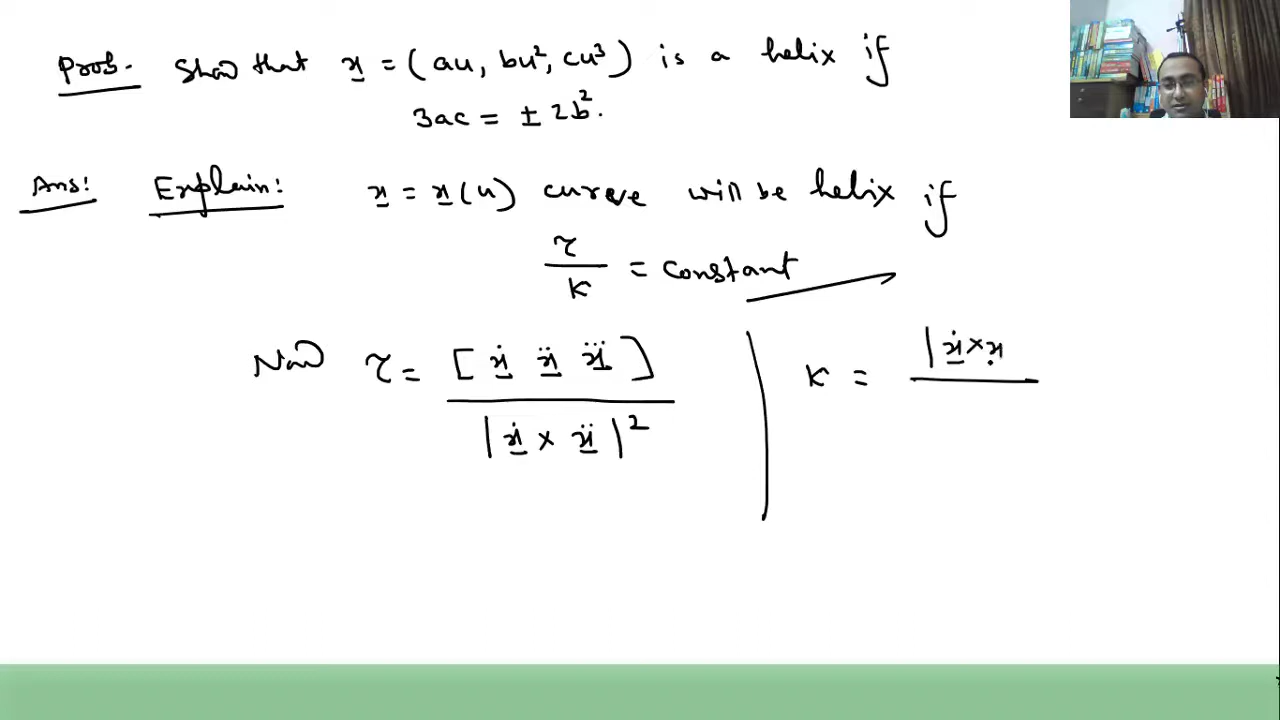 Prob. Show that r = (au, bu², cu³) is a helix if
3ac = ± 2b².
Ans: Explain: r = r(u) curve will be helix if
τ/κ = constant
Now τ = [ṙ r̈ r⃛] / |ṙ × r̈|² | κ = |ṙ × ṙ